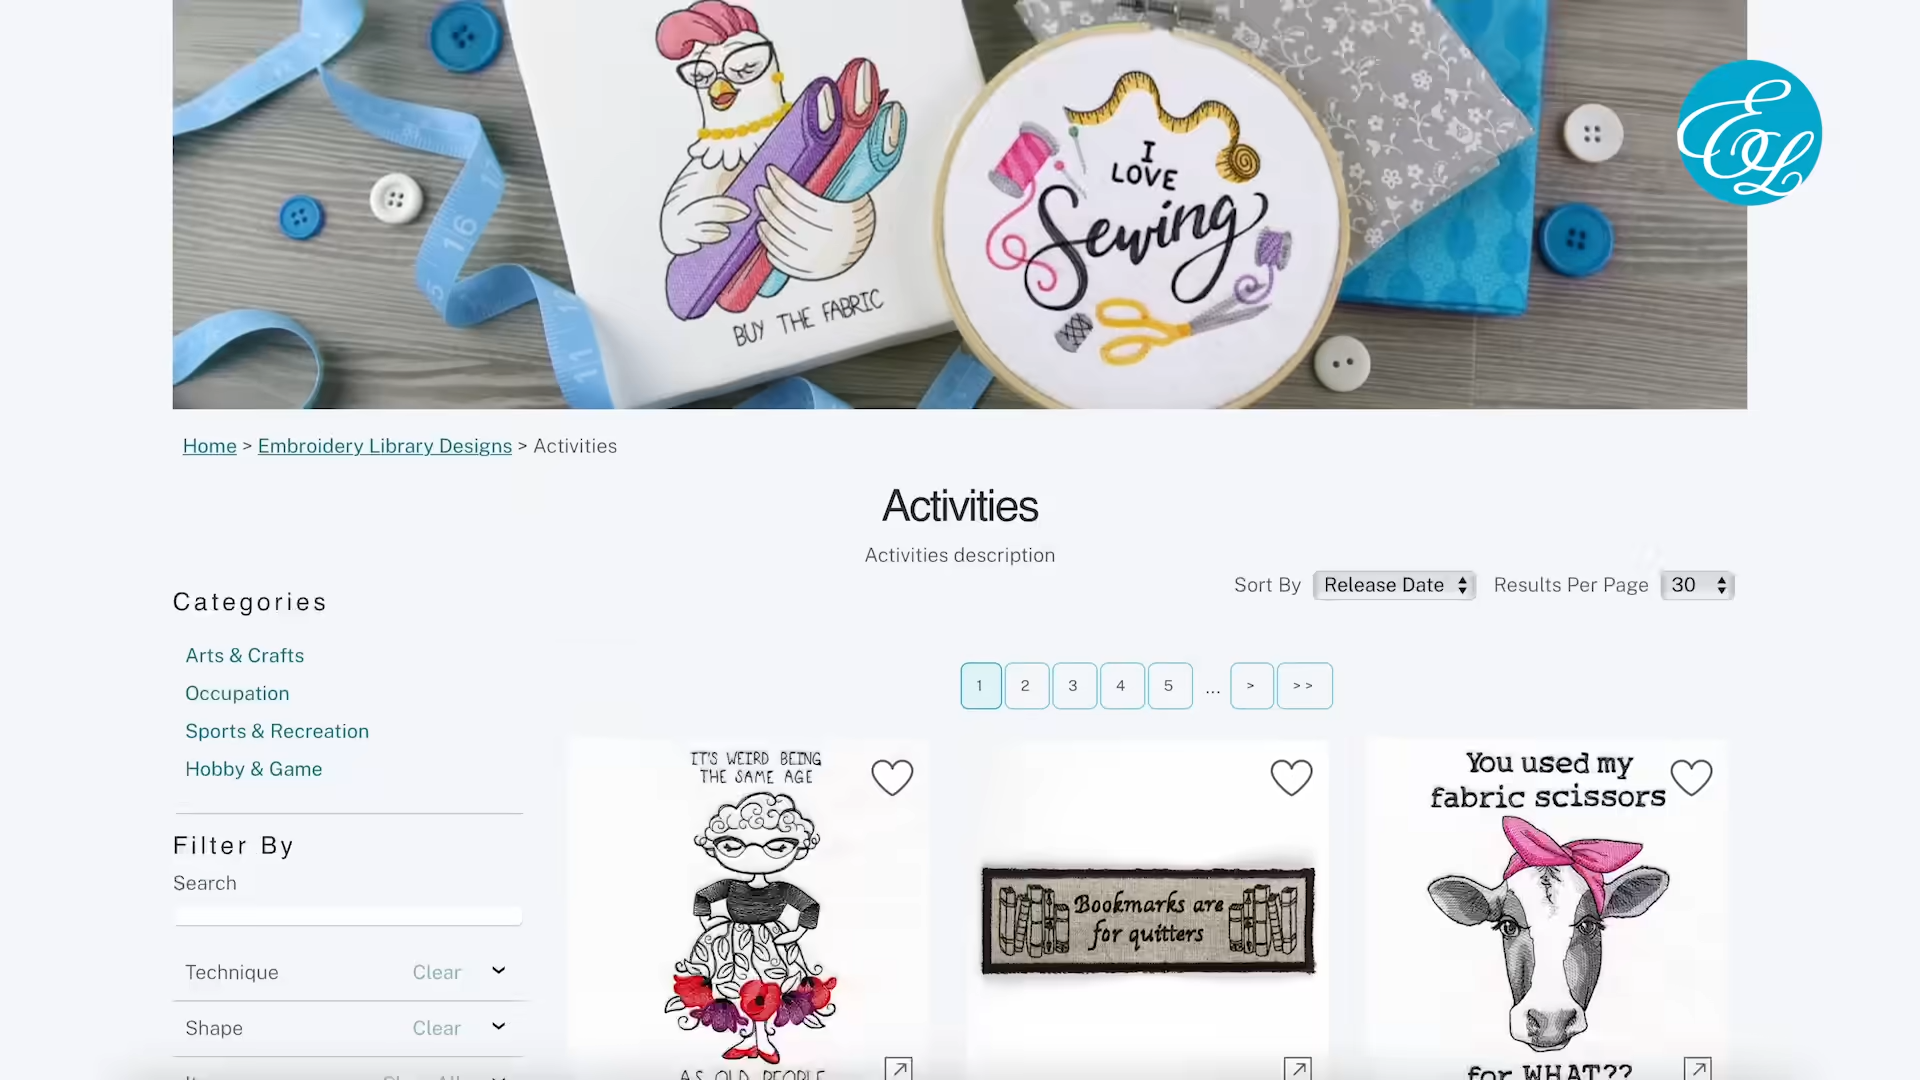 BUY THE FABRIC
I
LOVE
Sewing
16
11
EL
Home > Embroidery Library Designs > Activities
Activities
Activities description
Sort By Release Date Results Per Page 30
Categories
Arts & Crafts
Occupation
Sports & Recreation
Hobby & Game
1 2 3 4 5 ... > >>
Filter By
Search
Technique Clear
Shape Clear
IT'S WEIRD BEING
THE SAME AGE
AS OLD PEOPLE
Bookmarks are
for quitters
You used my
fabric scissors
for WHAT??